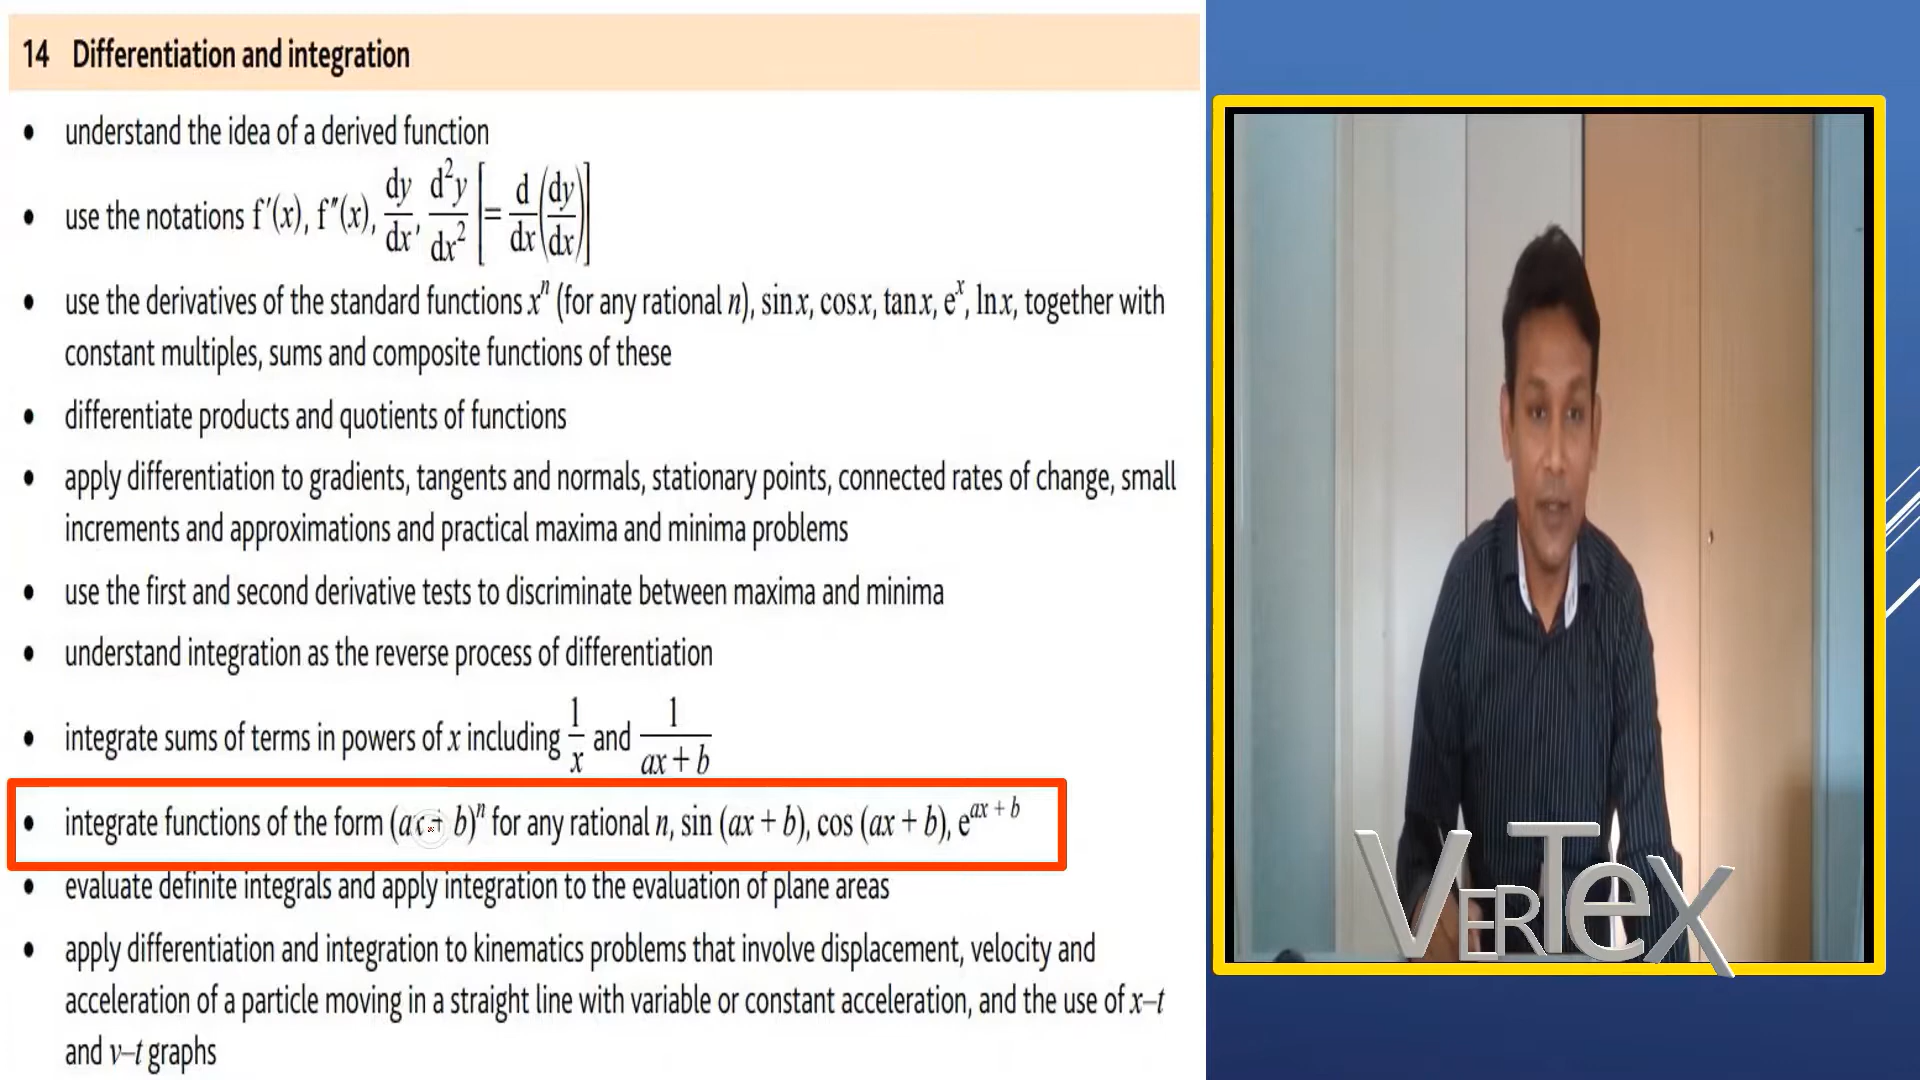 14 Differentiation and integration
• understand the idea of a derived function
• use the notations f′(x), f″(x), dy/dx, d²y/dx² [= d/dx(dy/dx)]
• use the derivatives of the standard functions xⁿ (for any rational n), sin x, cos x, tan x, eˣ, ln x, together with
constant multiples, sums and composite functions of these
• differentiate products and quotients of functions
• apply differentiation to gradients, tangents and normals, stationary points, connected rates of change, small
increments and approximations and practical maxima and minima problems
• use the first and second derivative tests to discriminate between maxima and minima
• understand integration as the reverse process of differentiation
• integrate sums of terms in powers of x including 1/x and 1/(ax + b)
• integrate functions of the form (ax + b)ⁿ for any rational n, sin (ax + b), cos (ax + b), e^(ax + b)
• evaluate definite integrals and apply integration to the evaluation of plane areas
• apply differentiation and integration to kinematics problems that involve displacement, velocity and
acceleration of a particle moving in a straight line with variable or constant acceleration, and the use of x–t
and v–t graphs
VERTeX